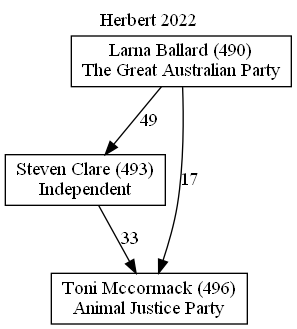 Herbert 2022
Larna Ballard (490)
The Great Australian Party
49
Steven Clare (493)
Independent
17
33
Toni Mccormack (496)
Animal Justice Party